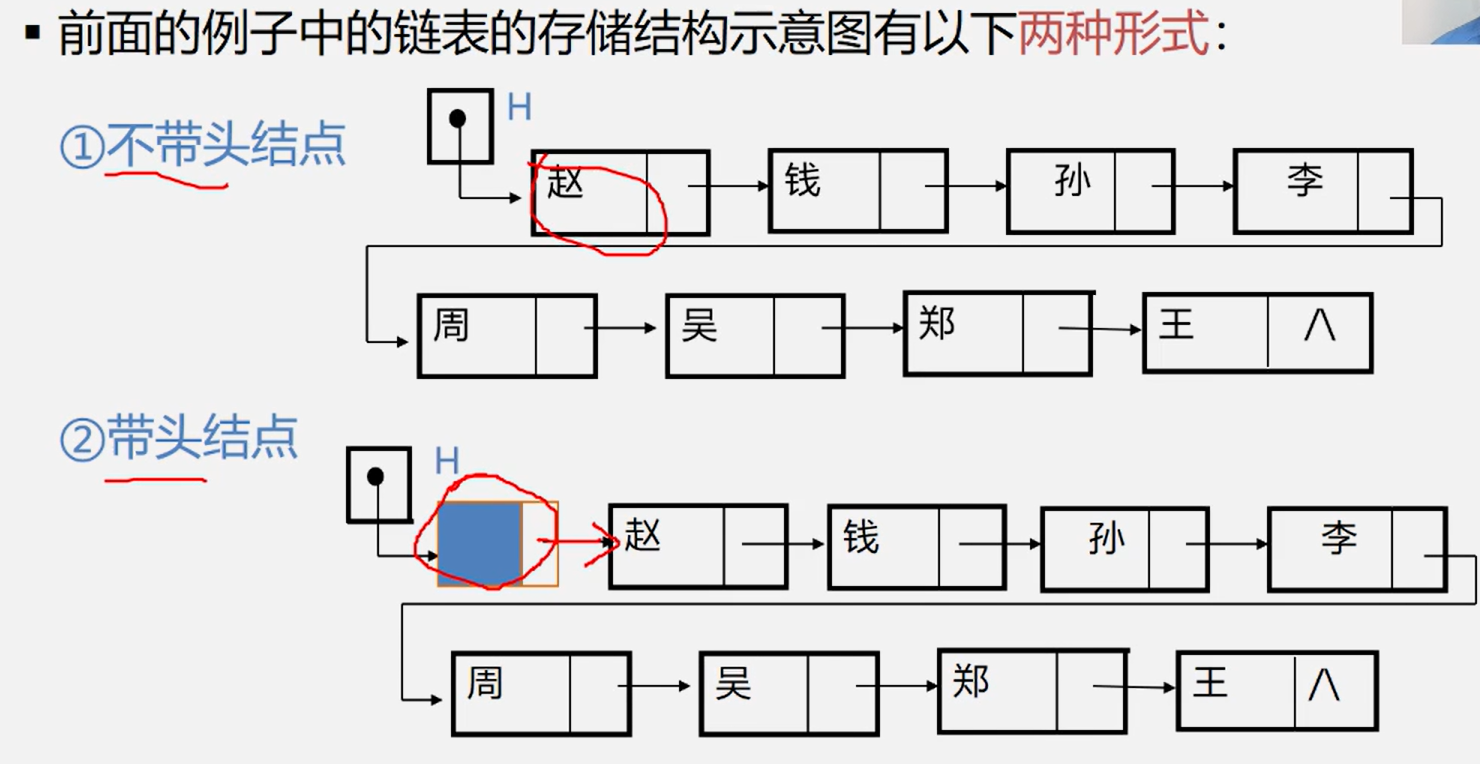 ▪ 前面的例子中的链表的存储结构示意图有以下两种形式：
H
①不带头结点
赵 钱 孙 李
周 吴 郑 王 ∧
②带头结点
H
赵 钱 孙 李
周 吴 郑 王 ∧